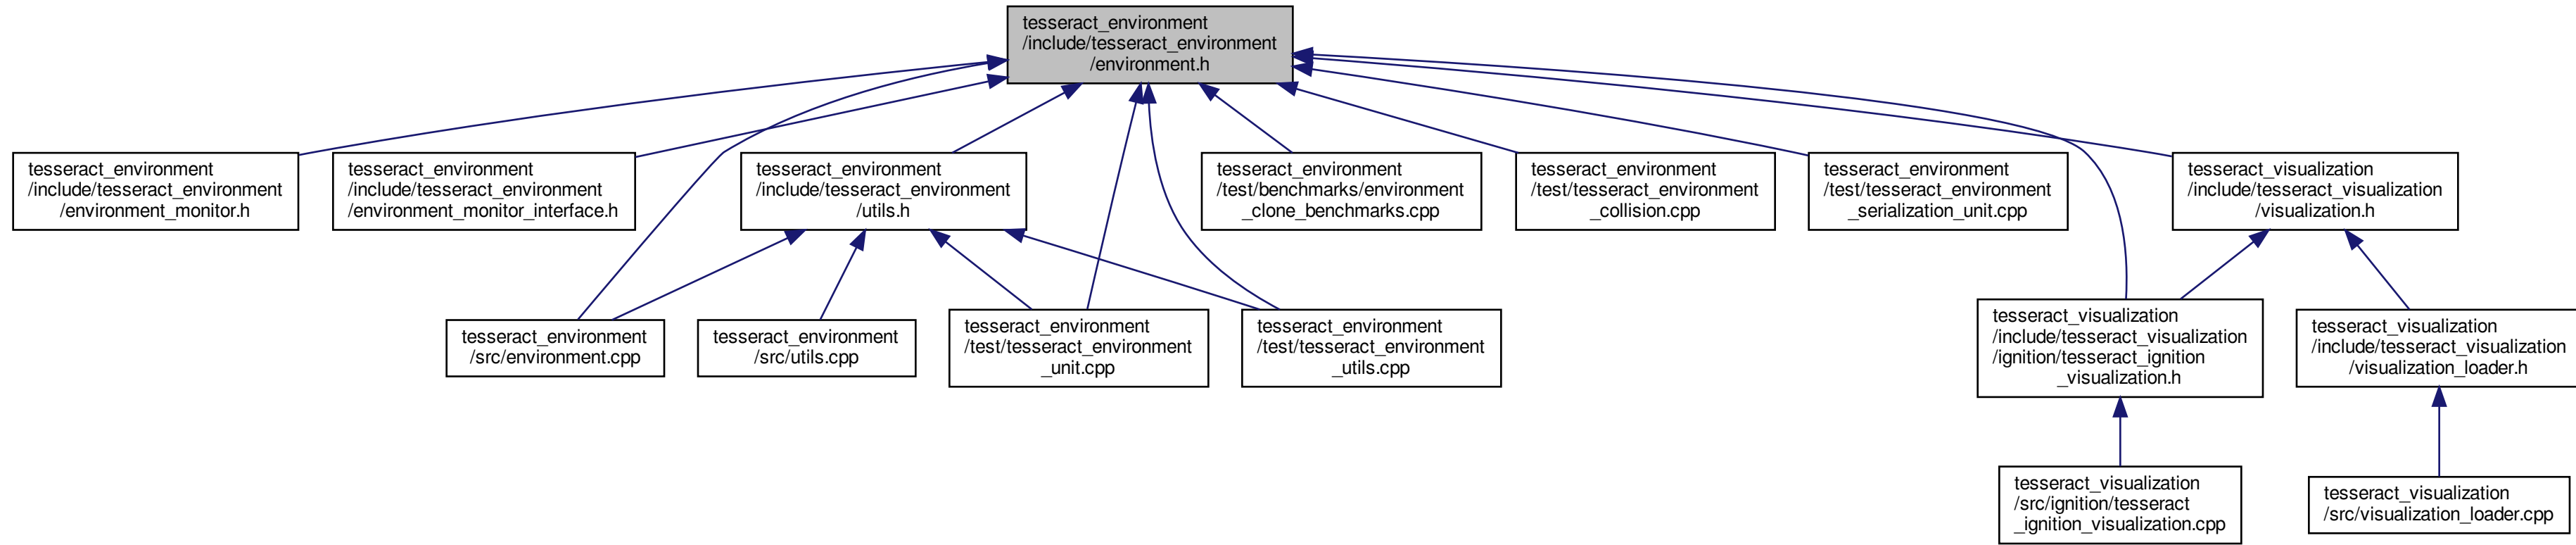 tesseract_environment
/include/tesseract_environment
/environment.h
tesseract_environment
/include/tesseract_environment
/environment_monitor.h
tesseract_environment
/include/tesseract_environment
/environment_monitor_interface.h
tesseract_environment
/include/tesseract_environment
/utils.h
tesseract_environment
/test/benchmarks/environment
_clone_benchmarks.cpp
tesseract_environment
/test/tesseract_environment
_collision.cpp
tesseract_environment
/test/tesseract_environment
_serialization_unit.cpp
tesseract_visualization
/include/tesseract_visualization
/visualization.h
tesseract_environment
/src/environment.cpp
tesseract_environment
/src/utils.cpp
tesseract_environment
/test/tesseract_environment
_unit.cpp
tesseract_environment
/test/tesseract_environment
_utils.cpp
tesseract_visualization
/include/tesseract_visualization
/ignition/tesseract_ignition
_visualization.h
tesseract_visualization
/include/tesseract_visualization
/visualization_loader.h
tesseract_visualization
/src/ignition/tesseract
_ignition_visualization.cpp
tesseract_visualization
/src/visualization_loader.cpp